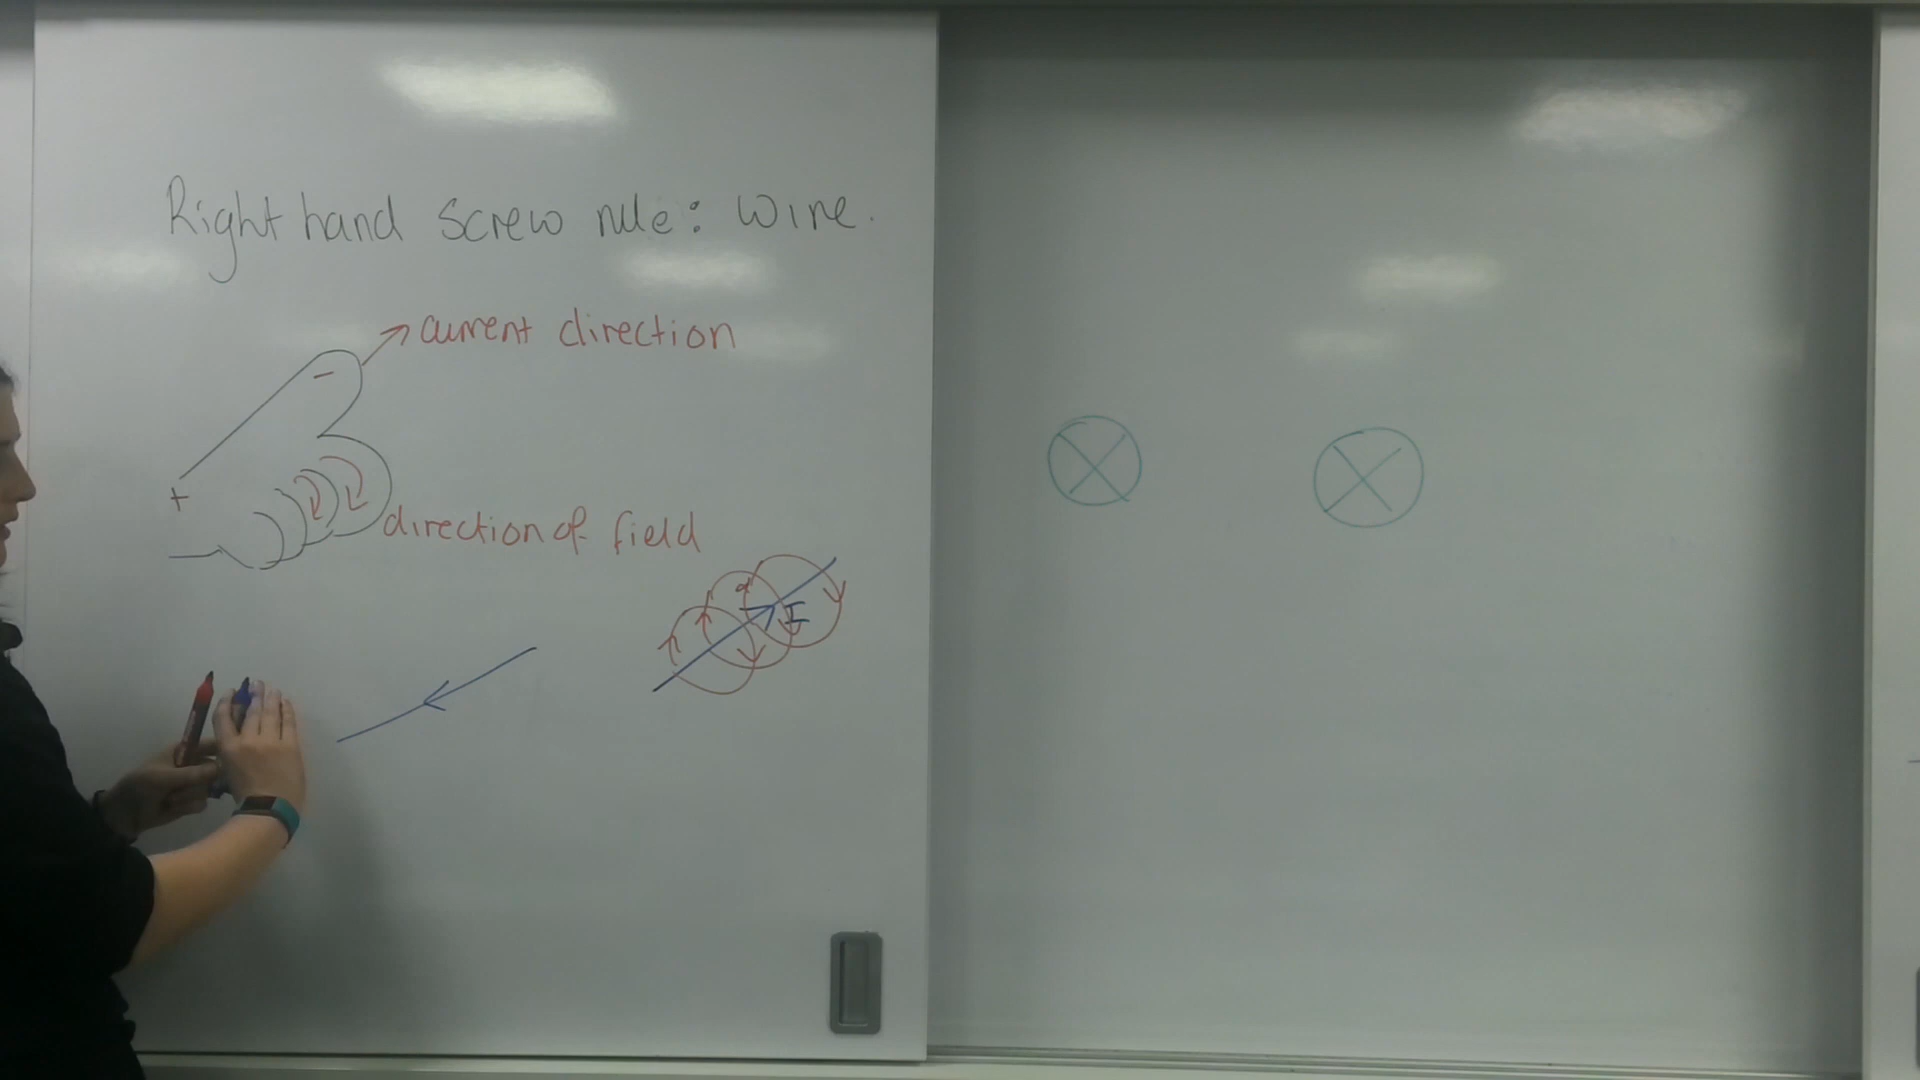 Right hand screw rule: Wire.
current direction
-
+
direction of field
I